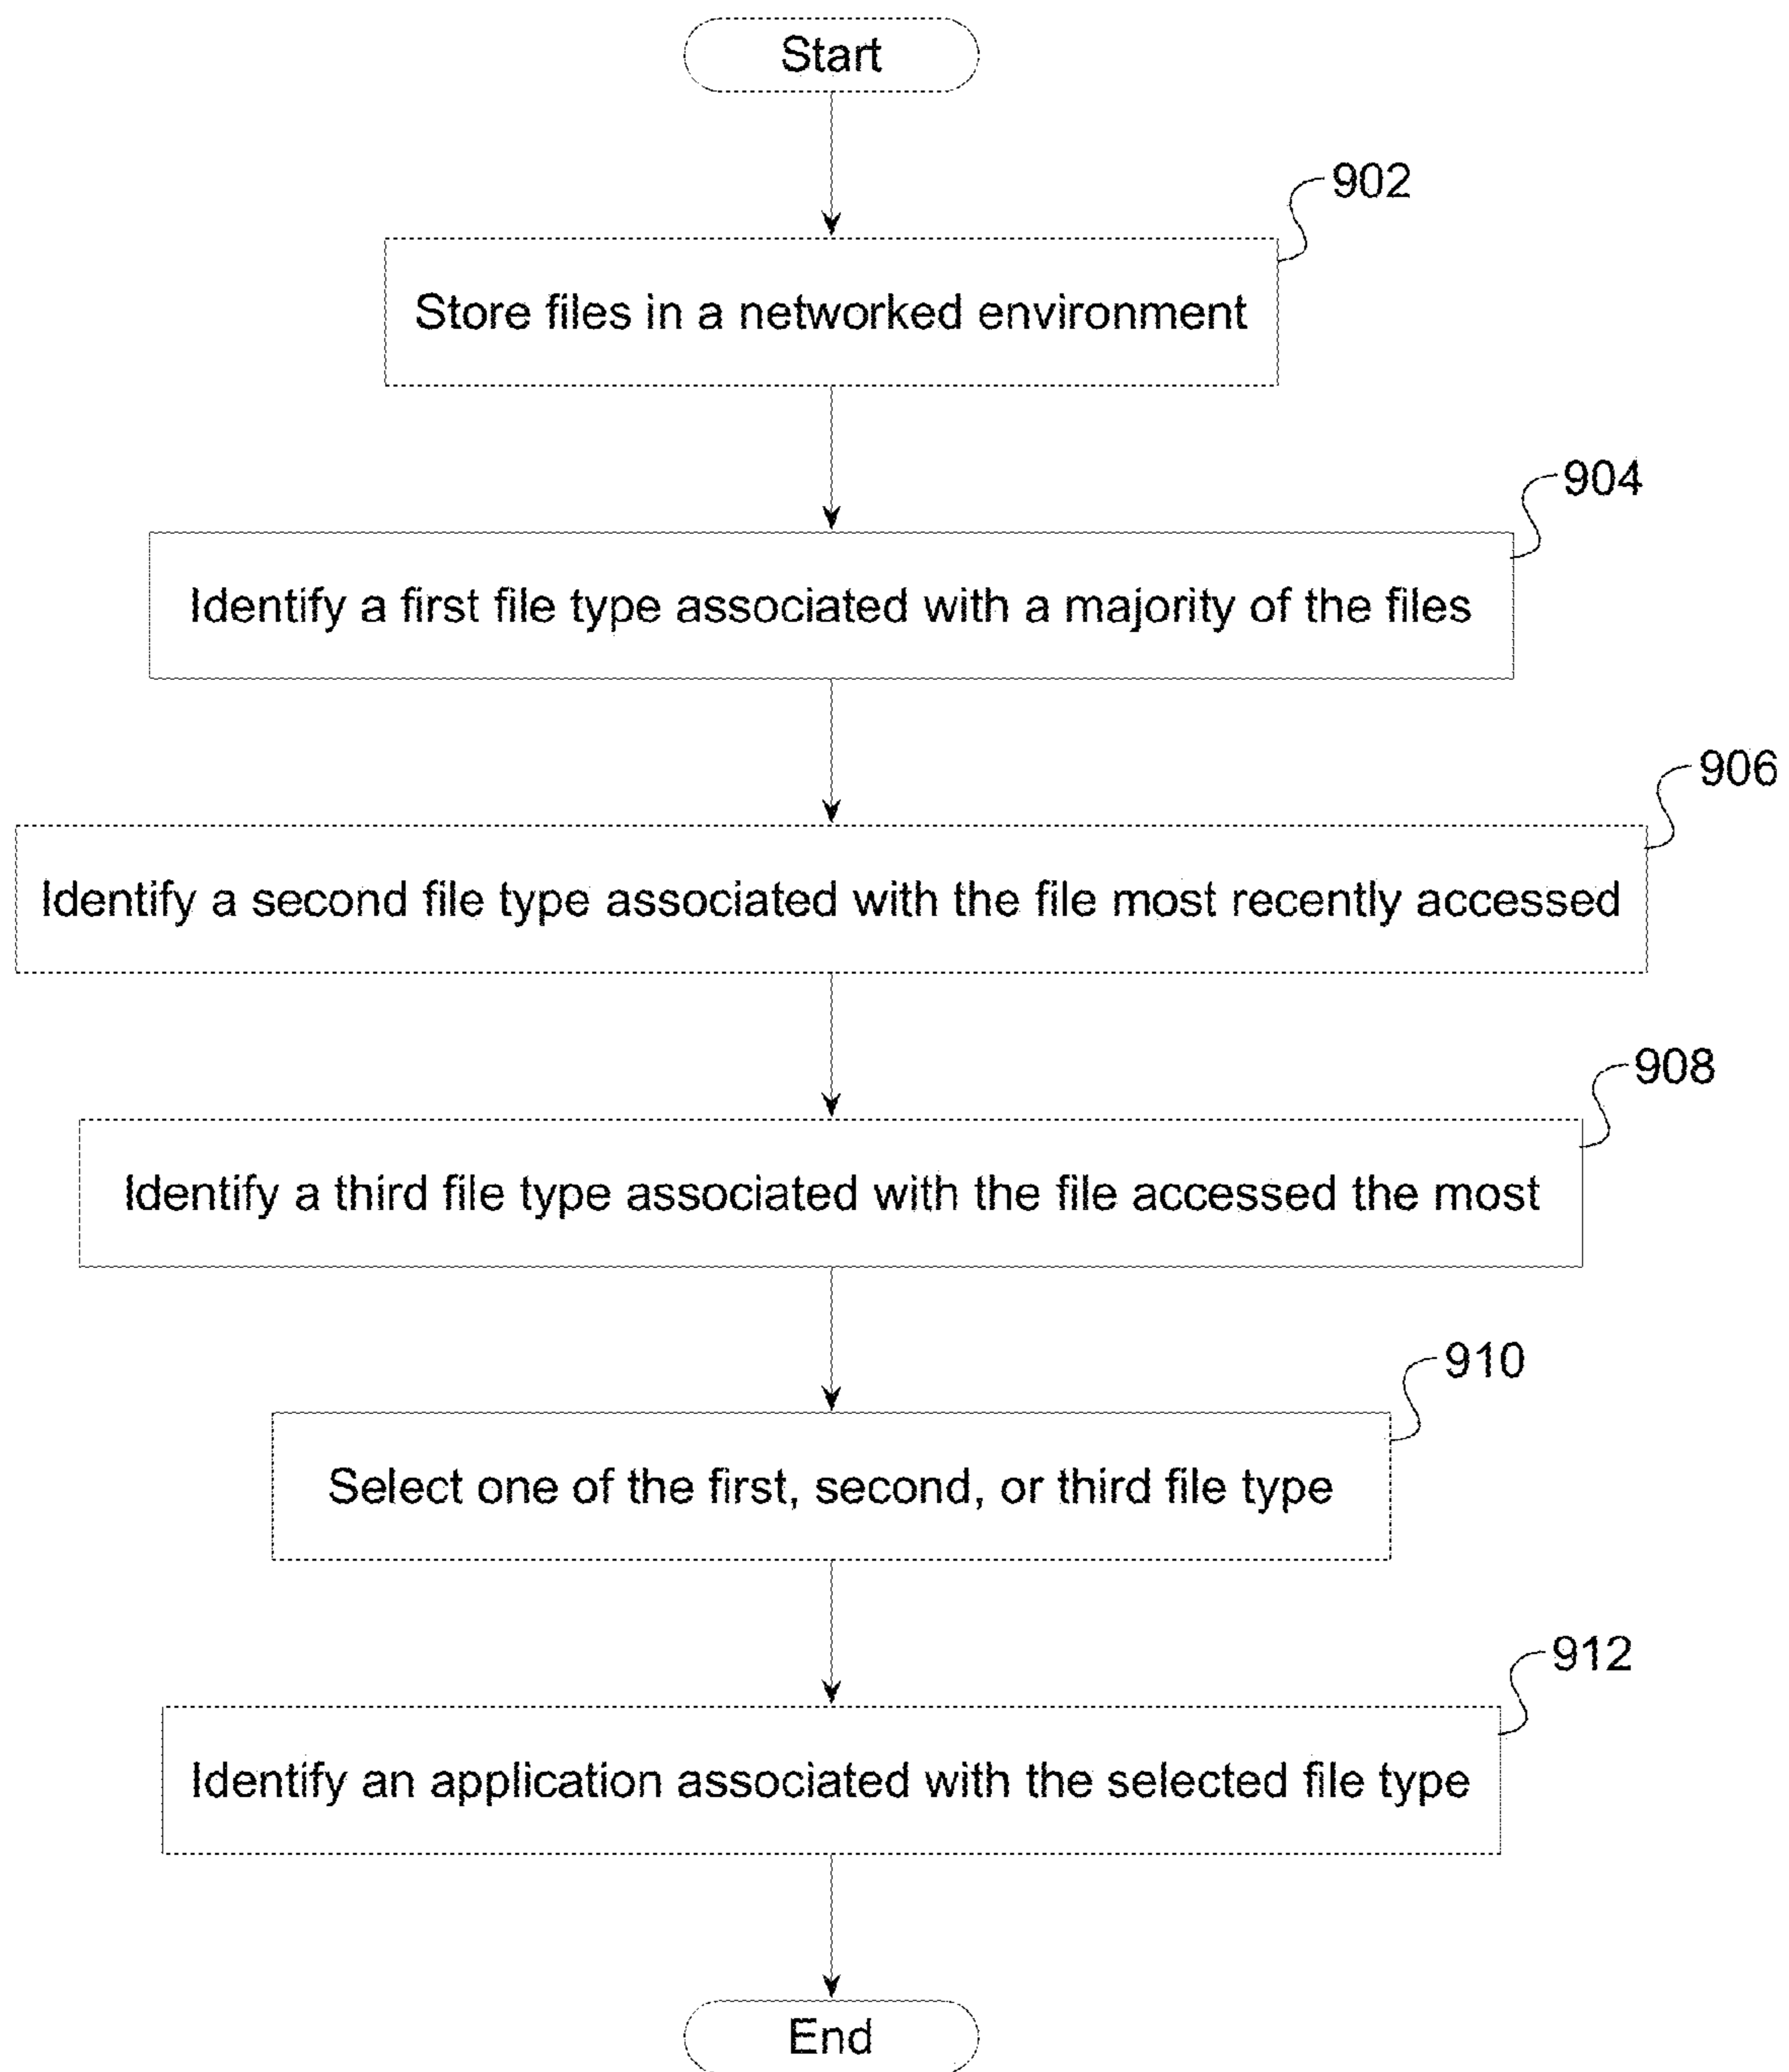 Start
902
Store files in a networked environment
904
Identify a first file type associated with a majority of the files
906
Identify a second file type associated with the file most recently accessed
908
Identify a third file type associated with the file accessed the most
910
Select one of the first, second, or third file type
912
Identify an application associated with the selected file type
End